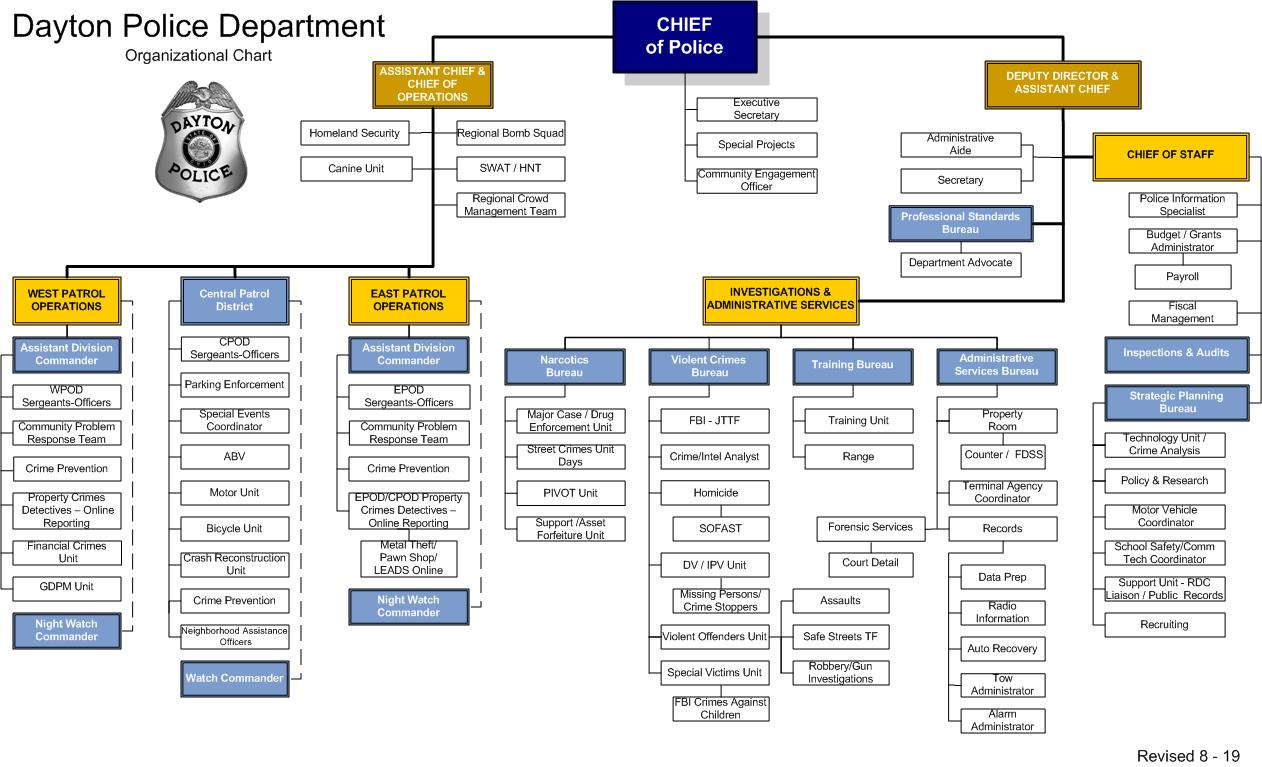 Dayton Police Department
Organizational Chart
DAYTON
POLICE
CHIEF
of Police
Executive
Secretary
Special Projects
Community Engagement
Officer
ASSISTANT CHIEF &
CHIEF OF
OPERATIONS
Homeland Security
Regional Bomb Squad
Canine Unit
SWAT / HNT
Regional Crowd
Management Team
DEPUTY DIRECTOR &
ASSISTANT CHIEF
Administrative
Aide
Secretary
Professional Standards
Bureau
Department Advocate
CHIEF OF STAFF
Police Information
Specialist
Budget / Grants
Administrator
Payroll
Fiscal
Management
Inspections & Audits
Strategic Planning
Bureau
Technology Unit /
Crime Analysis
Policy & Research
Motor Vehicle
Coordinator
School Safety/Comm
Tech Coordinator
Support Unit - RDC
Liaison / Public Records
Recruiting
WEST PATROL
OPERATIONS
Assistant Division
Commander
WPOD
Sergeants-Officers
Community Problem
Response Team
Crime Prevention
Property Crimes
Detectives – Online
Reporting
Financial Crimes
Unit
GDPM Unit
Night Watch
Commander
Central Patrol
District
CPOD
Sergeants-Officers
Parking Enforcement
Special Events
Coordinator
ABV
Motor Unit
Bicycle Unit
Crash Reconstruction
Unit
Crime Prevention
Neighborhood Assistance
Officers
Watch Commander
EAST PATROL
OPERATIONS
Assistant Division
Commander
EPOD
Sergeants-Officers
Community Problem
Response Team
Crime Prevention
EPOD/CPOD Property
Crimes Detectives –
Online Reporting
Metal Theft/
Pawn Shop/
LEADS Online
Night Watch
Commander
INVESTIGATIONS &
ADMINISTRATIVE SERVICES
Narcotics
Bureau
Major Case / Drug
Enforcement Unit
Street Crimes Unit
Days
PIVOT Unit
Support /Asset
Forfeiture Unit
Violent Crimes
Bureau
FBI - JTTF
Crime/Intel Analyst
Homicide
SOFAST
DV / IPV Unit
Missing Persons/
Crime Stoppers
Violent Offenders Unit
Assaults
Safe Streets TF
Robbery/Gun
Investigations
Special Victims Unit
FBI Crimes Against
Children
Training Bureau
Training Unit
Range
Administrative
Services Bureau
Property
Room
Counter / FDSS
Terminal Agency
Coordinator
Forensic Services
Court Detail
Records
Data Prep
Radio
Information
Auto Recovery
Tow
Administrator
Alarm
Administrator
Revised 8 - 19